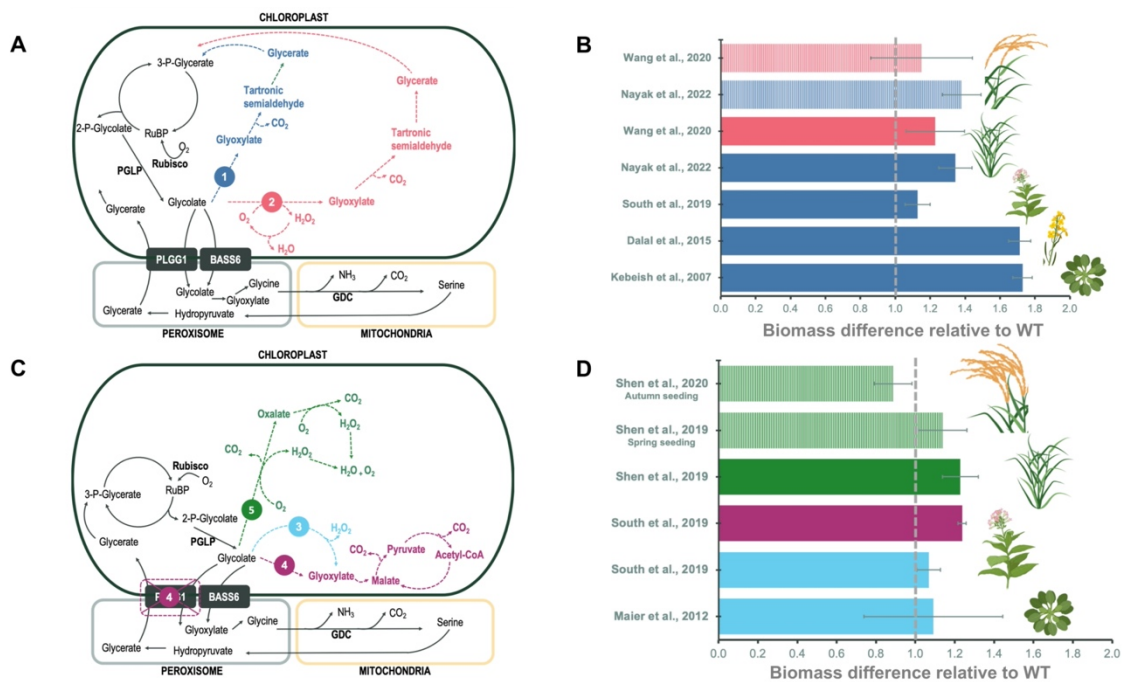 A
CHLOROPLAST
3-P-Glycerate
Glycerate
Tartronic
semialdehyde
CO2
Glyoxylate
Glycerate
Tartronic
semialdehyde
CO2
Glyoxylate
2-P-Glycolate
RuBP
O2
Rubisco
PGLP
1
Glycolate
2
O2
H2O2
H2O
Glycerate
PLGG1
BASS6
Glycolate
Glyoxylate
Glycine
NH3
CO2
GDC
Serine
Glycerate
Hydropyruvate
PEROXISOME
MITOCHONDRIA
B
Wang et al., 2020
Nayak et al., 2022
Wang et al., 2020
Nayak et al., 2022
South et al., 2019
Dalal et al., 2015
Kebeish et al., 2007
0.0 0.2 0.4 0.6 0.8 1.0 1.2 1.4 1.6 1.8 2.0
Biomass difference relative to WT
C
CHLOROPLAST
Oxalate
CO2
O2
H2O2
CO2
H2O2
H2O + O2
O2
5
Rubisco
O2
3-P-Glycerate
RuBP
2-P-Glycolate
PGLP
Glycerate
Glycolate
3
H2O2
4
Glyoxylate
CO2
Pyruvate
CO2
Acetyl-CoA
Malate
4
BASS6
Glyoxylate
Glycine
NH3
CO2
GDC
Serine
Glycerate
Hydropyruvate
PEROXISOME
MITOCHONDRIA
D
Shen et al., 2020
Autumn seeding
Shen et al., 2019
Spring seeding
Shen et al., 2019
South et al., 2019
South et al., 2019
Maier et al., 2012
0.0 0.2 0.4 0.6 0.8 1.0 1.2 1.4 1.6 1.8 2.0
Biomass difference relative to WT